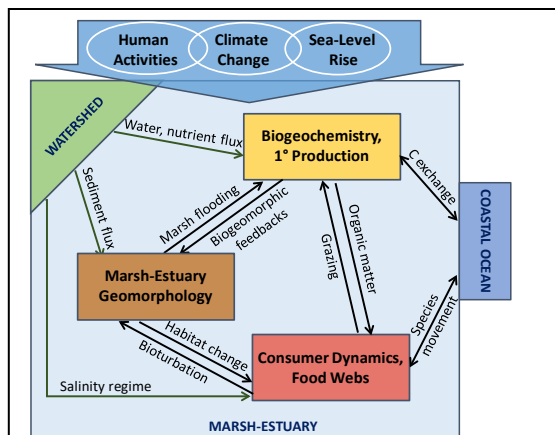 Human
Activities
Climate
Change
Sea-Level
Rise
WATERSHED
Water, nutrient flux
Biogeochemistry,
1° Production
C exchange
Sediment
flux
Marsh flooding
Biogeomorphic
feedbacks
Organic
matter
Grazing
COASTAL OCEAN
Marsh-Estuary
Geomorphology
Habitat change
Bioturbation
Species
movement
Consumer Dynamics,
Food Webs
Salinity regime
MARSH-ESTUARY